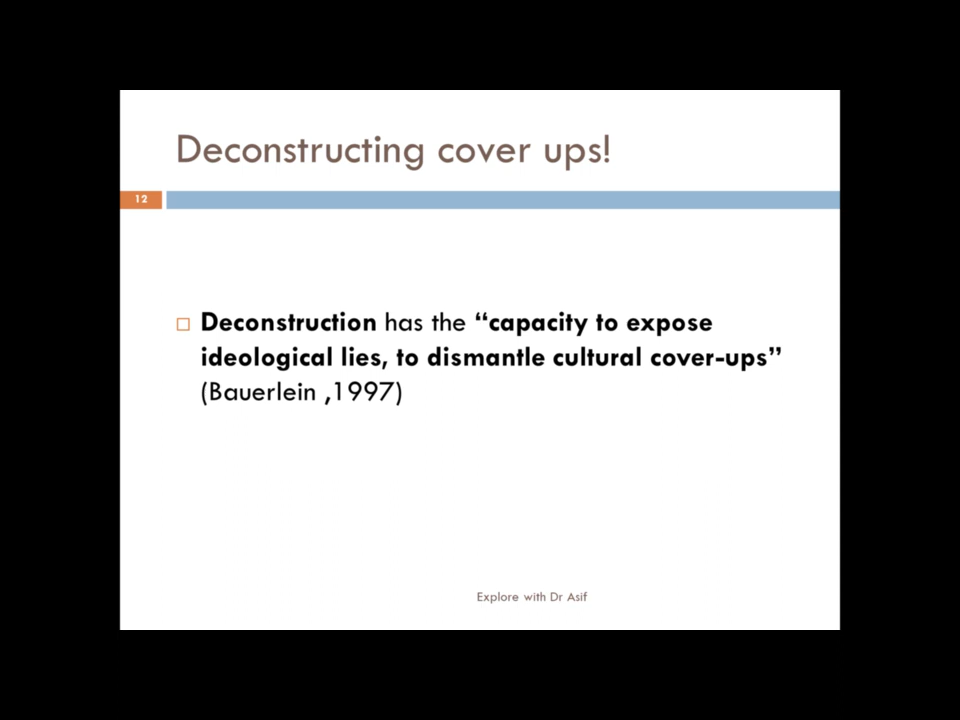 Deconstructing cover ups!
12
Deconstruction has the “capacity to expose
ideological lies, to dismantle cultural cover-ups”
(Bauerlein ,1997)
Explore with Dr Asif